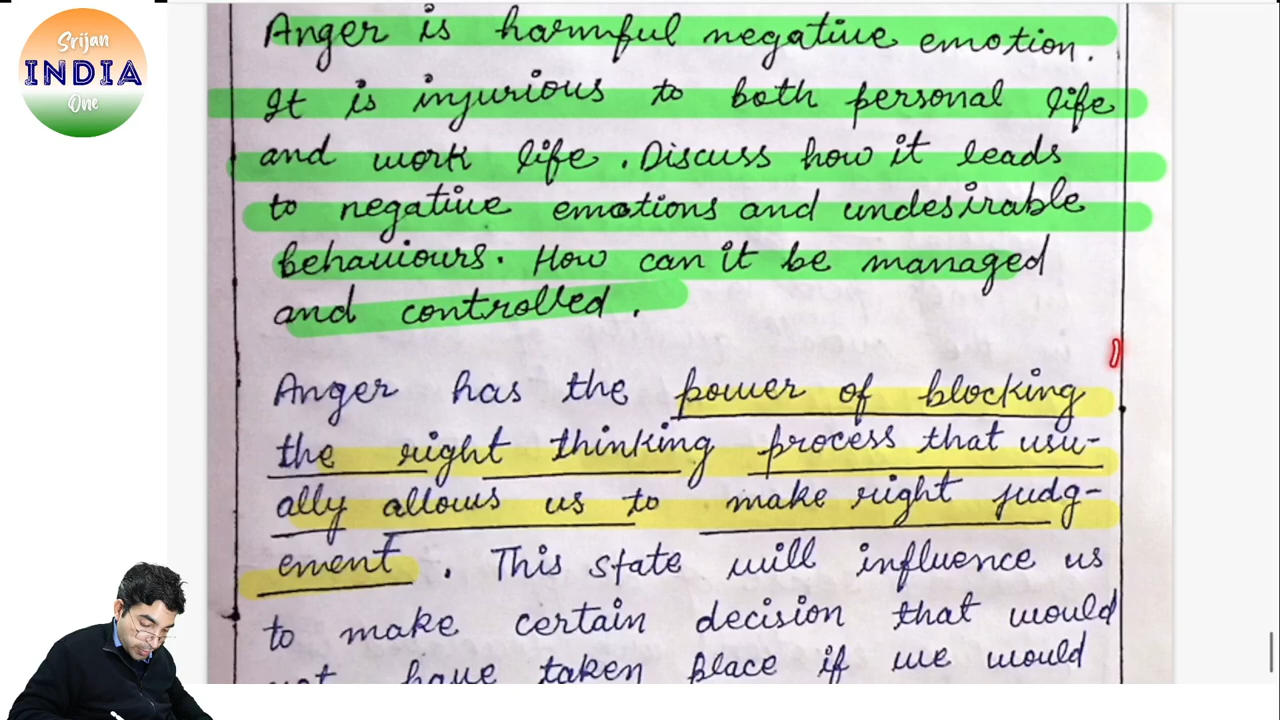 Srijan
INDIA
One
Anger is harmful negative emotion.
It is injurious to both personal life
and work life. Discuss how it leads
to negative emotions and undesirable
behaviours. How can it be managed
and controlled.
Anger has the power of blocking
the right thinking process that usu-
ally allows us to make right judg-
ement. This state will influence us
to make certain decision that would
not have taken place if we would